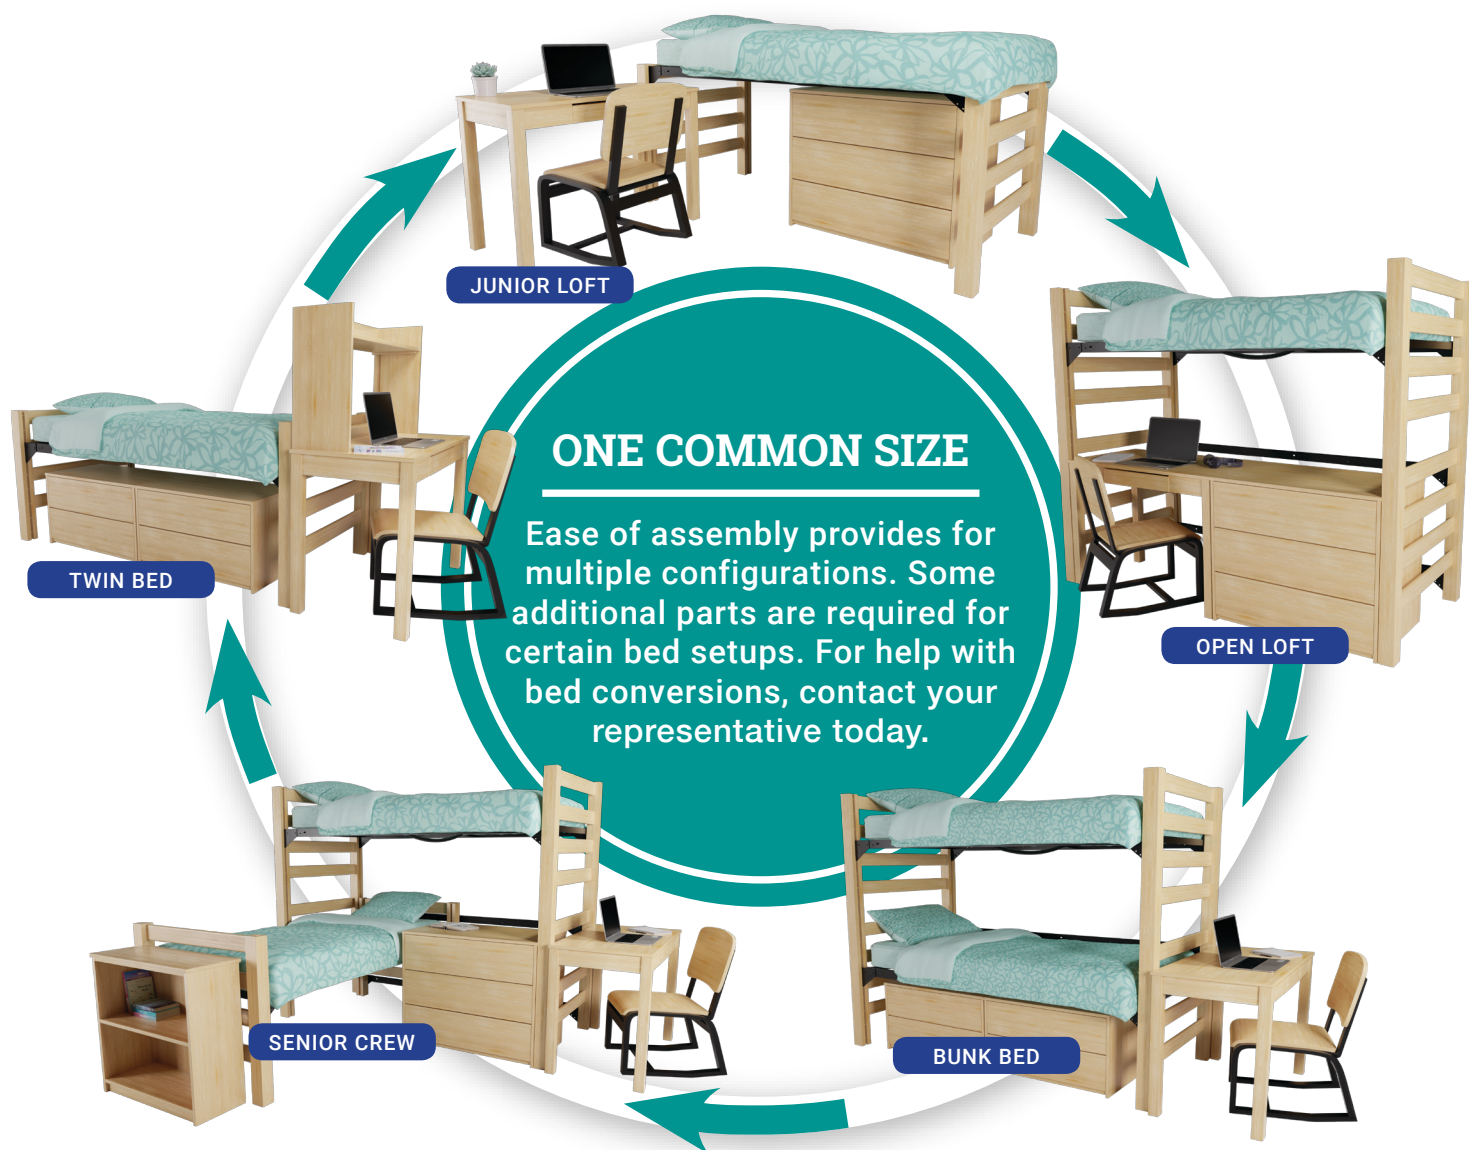 JUNIOR LOFT
ONE COMMON SIZE
Ease of assembly provides for
multiple configurations. Some
additional parts are required for
certain bed setups. For help with
bed conversions, contact your
representative today.
TWIN BED
OPEN LOFT
SENIOR CREW
BUNK BED